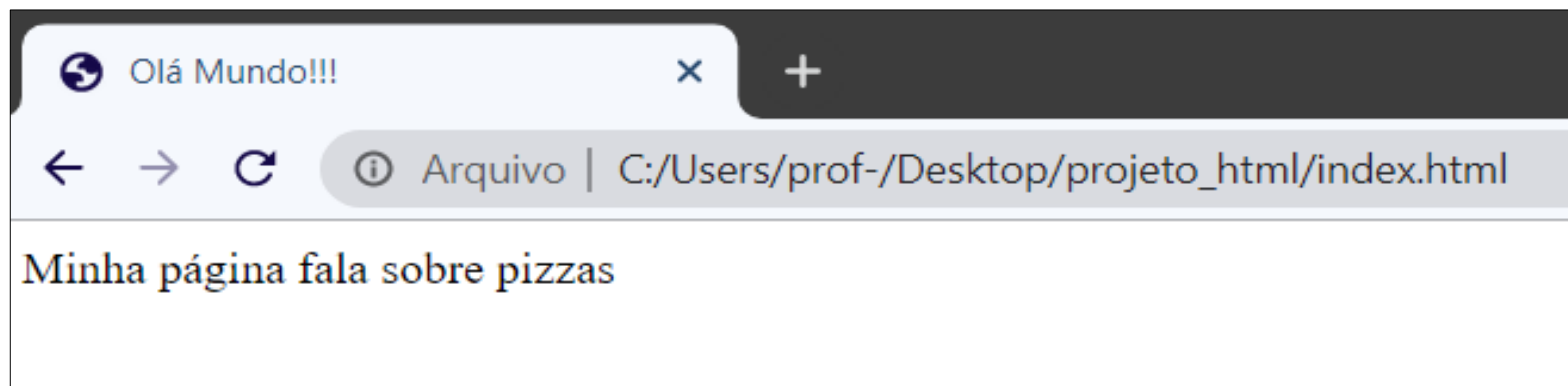 Olá Mundo!!!
Arquivo | C:/Users/prof-/Desktop/projeto_html/index.html
Minha página fala sobre pizzas